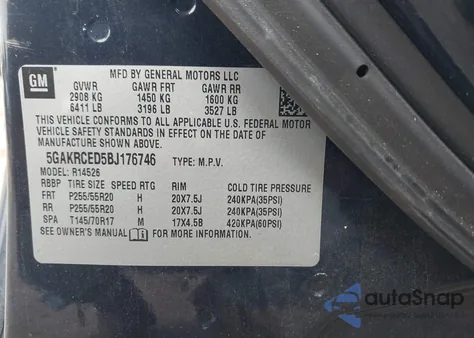 GM
MFD BY GENERAL MOTORS LLC
GVWR GAWR FRT GAWR RR
2908 KG 1450 KG 1600 KG
6411 LB 3196 LB 3527 LB
THIS VEHICLE CONFORMS TO ALL APPLICABLE U.S. FEDERAL MOTOR
VEHICLE SAFETY STANDARDS IN EFFECT ON THE DATE OF
MANUFACTURE SHOWN ABOVE.
5GAKRCED5BJ176746 TYPE: M.P.V.
MODEL: R14526
RBBP TIRE SIZE SPEED RTG RIM COLD TIRE PRESSURE
FRT P255/55R20 H 20X7.5J 240KPA(35PSI)
RR P255/55R20 H 20X7.5J 240KPA(35PSI)
SPA T145/70R17 M 17X4.5B 420KPA(60PSI)
SEE OWNER'S MANUAL FOR MORE INFORMATION
autoSnap